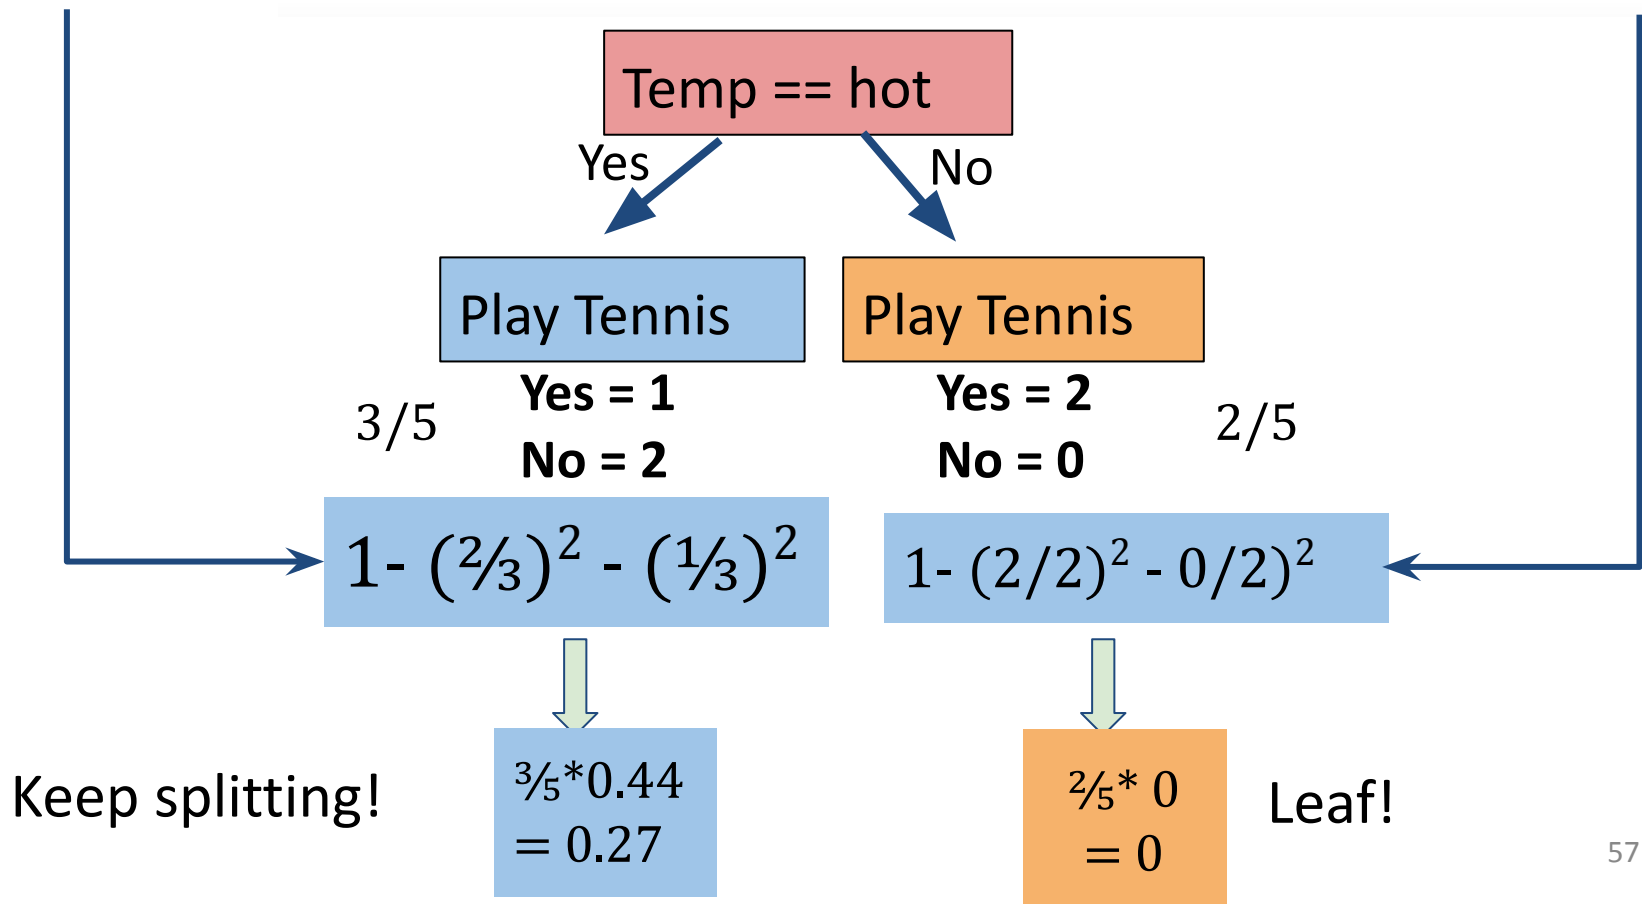 Temp == hot
Yes
No
Play Tennis
Play Tennis
Yes = 1
No = 2
3/5
Yes = 2
No = 0
2/5
1- (⅔)² - (⅓)²
1- (2/2)² - 0/2)²
Keep splitting!
⅗*0.44
= 0.27
⅖* 0
= 0
Leaf!
57